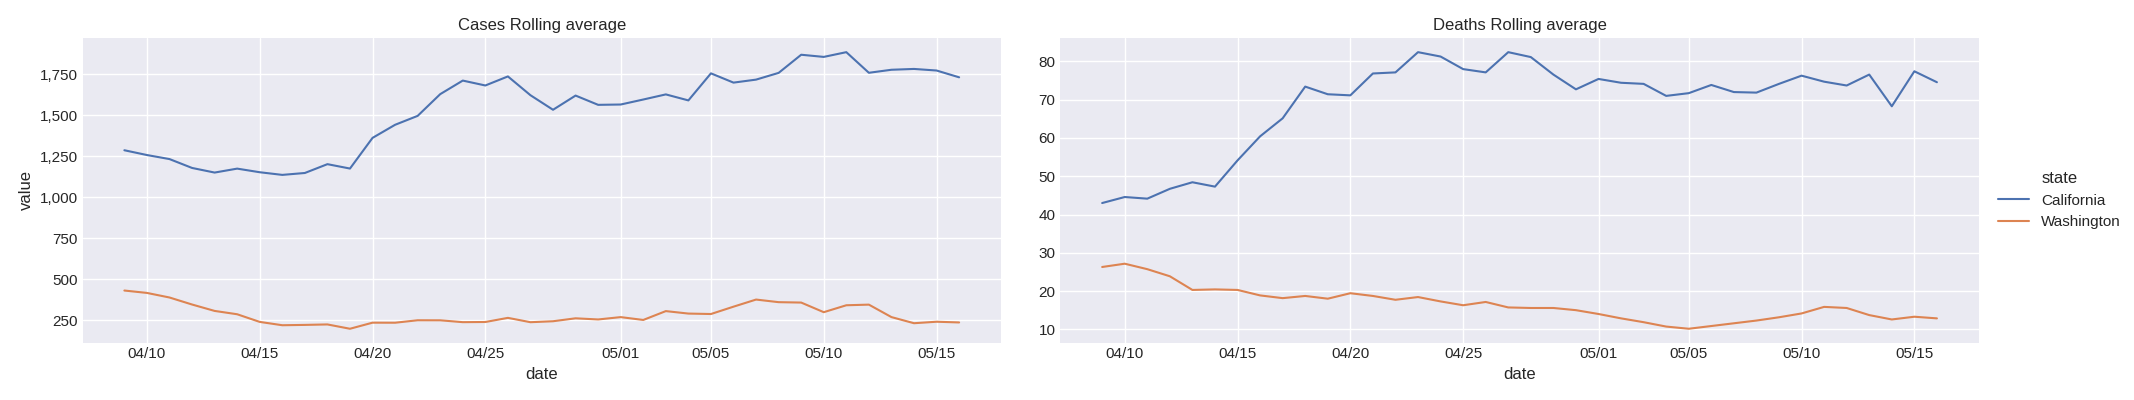 Cases Rolling average
value
1,750
1,500
1,250
1,000
750
500
250
04/10 04/15 04/20 04/25 05/01 05/05 05/10 05/15
date
Deaths Rolling average
80
70
60
50
40
30
20
10
04/10 04/15 04/20 04/25 05/01 05/05 05/10 05/15
date
state
California
Washington